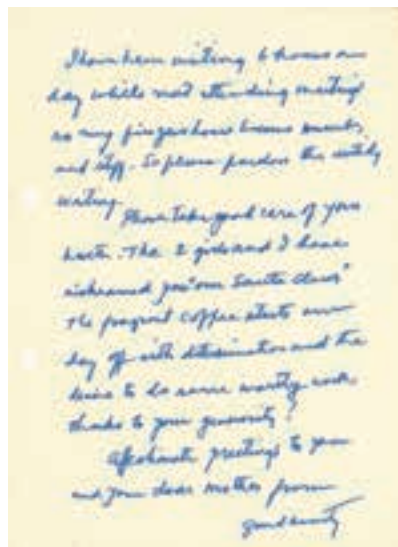 I have been writing 6 hours a
day while not attending meetings
so my fingers have become numb
and stiff. So please pardon the
writing.
Please take good care of your
health. The 2 girls and I have
nicknamed you "our Santa Claus"
The fragrant coffee starts our
day off with determination and the
desire to do some worthy work
thanks to your generosity!
Affectionate greetings to you
and your dear mother from